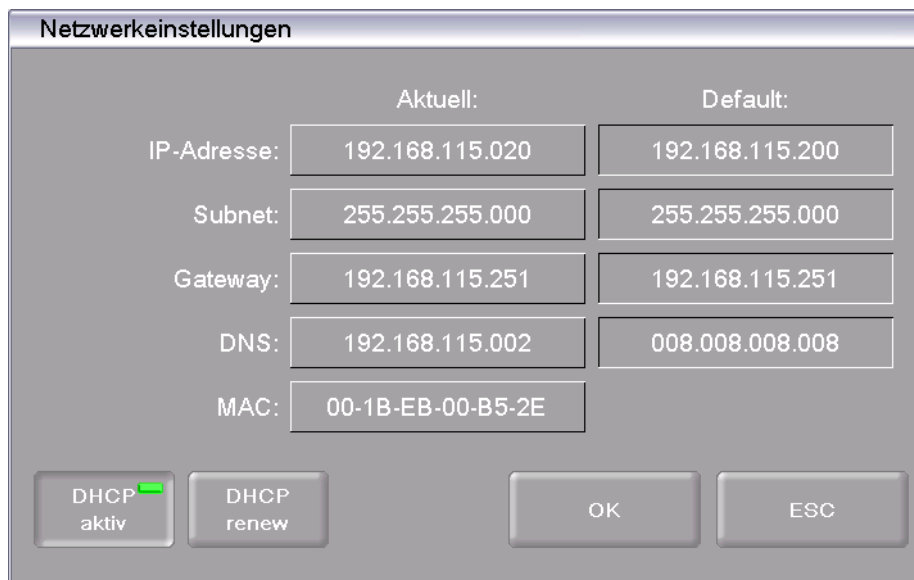 Netzwerkeinstellungen
Aktuell: Default:
IP-Adresse: 192.168.115.020 192.168.115.200
Subnet: 255.255.255.000 255.255.255.000
Gateway: 192.168.115.251 192.168.115.251
DNS: 192.168.115.002 008.008.008.008
MAC: 00-1B-EB-00-B5-2E
DHCP aktiv
DHCP renew
OK
ESC